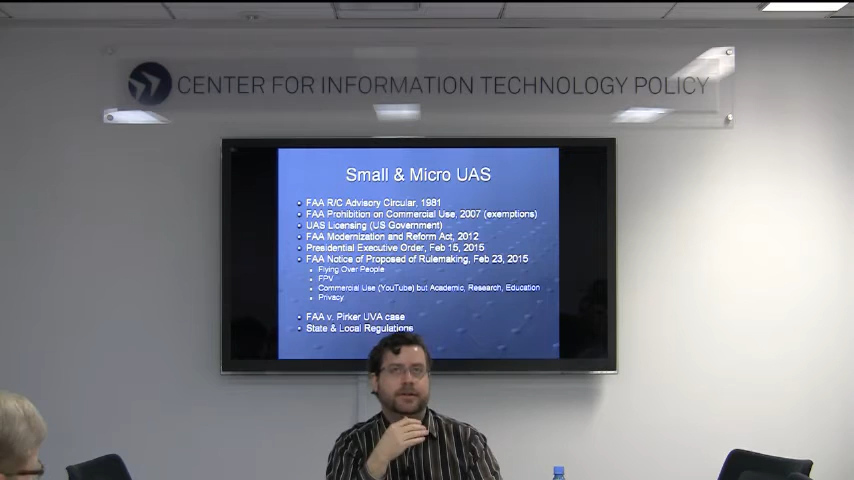 CENTER FOR INFORMATION TECHNOLOGY POLICY
Small & Micro UAS
FAA R/C Advisory Circular, 1981
FAA Prohibition on Commercial Use, 2007 (exemptions)
UAS Licensing (US Government)
FAA Modernization and Reform Act, 2012
Presidential Executive Order, Feb 15, 2015
FAA Notice of Proposed of Rulemaking, Feb 23, 2015
Flying Over People
FPV
Commercial Use (YouTube) but Academic, Research, Education
Privacy
FAA v. Pirker UVA case
State & Local Regulations